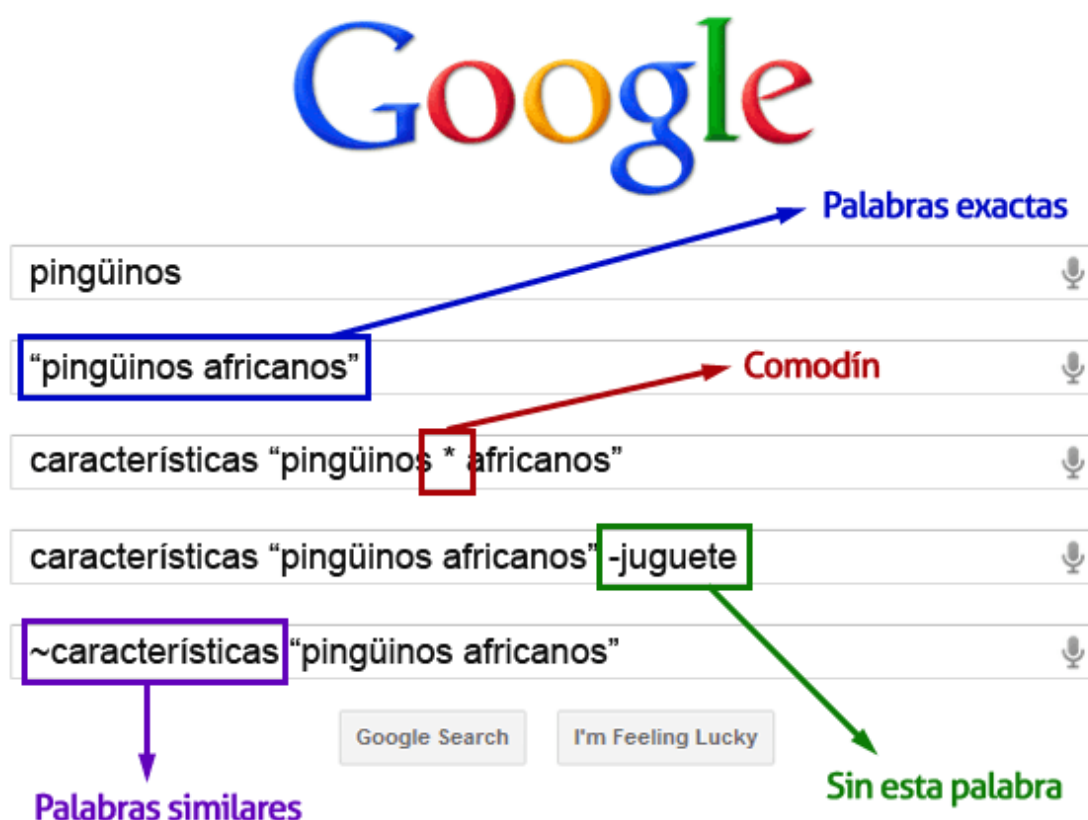 Google
Palabras exactas
pingüinos
“pingüinos africanos”
Comodín
características “pingüinos * africanos”
características “pingüinos africanos” -juguete
~características “pingüinos africanos”
Google Search
I'm Feeling Lucky
Sin esta palabra
Palabras similares